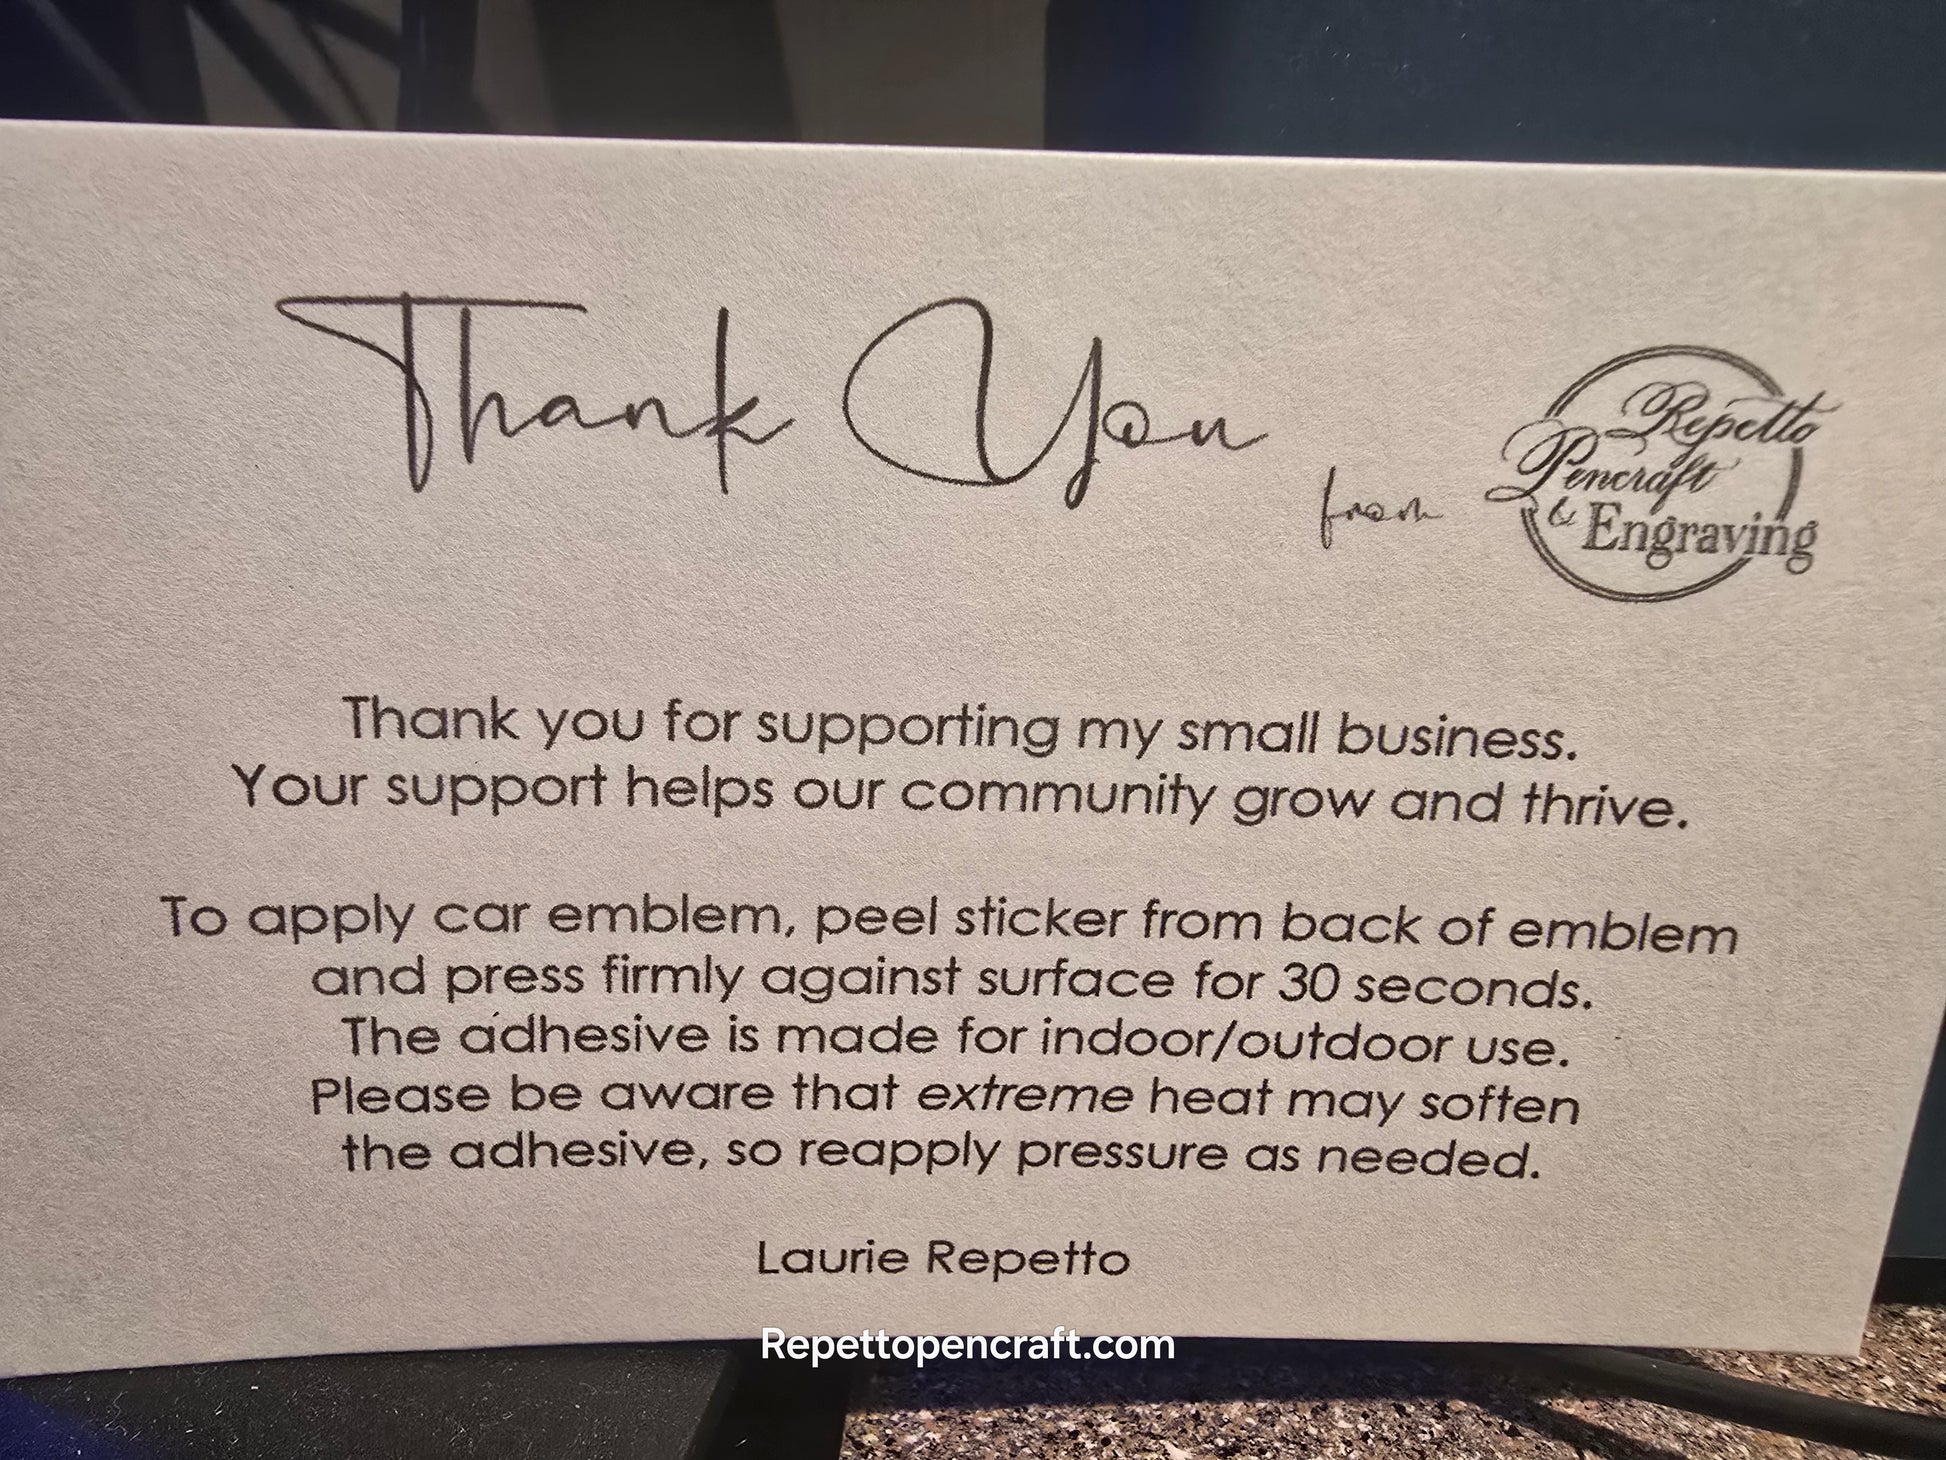 Thank You
from
Repetto
Pencraft
& Engraving
Thank you for supporting my small business.
Your support helps our community grow and thrive.
To apply car emblem, peel sticker from back of emblem
and press firmly against surface for 30 seconds.
The adhesive is made for indoor/outdoor use.
Please be aware that extreme heat may soften
the adhesive, so reapply pressure as needed.
Laurie Repetto
Repettopencraft.com